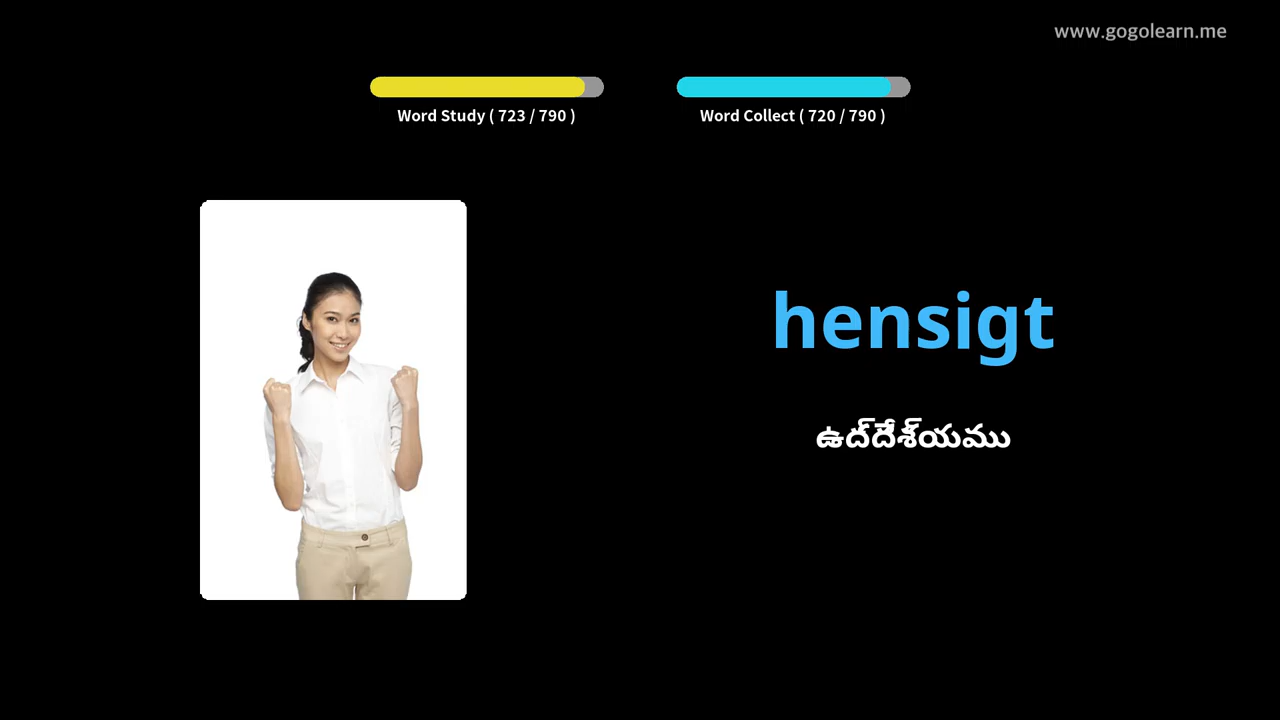 www.gogolearn.me
Word Study ( 723 / 790 )
Word Collect ( 720 / 790 )
hensigt
ఉద్‌దేశ్‌యము